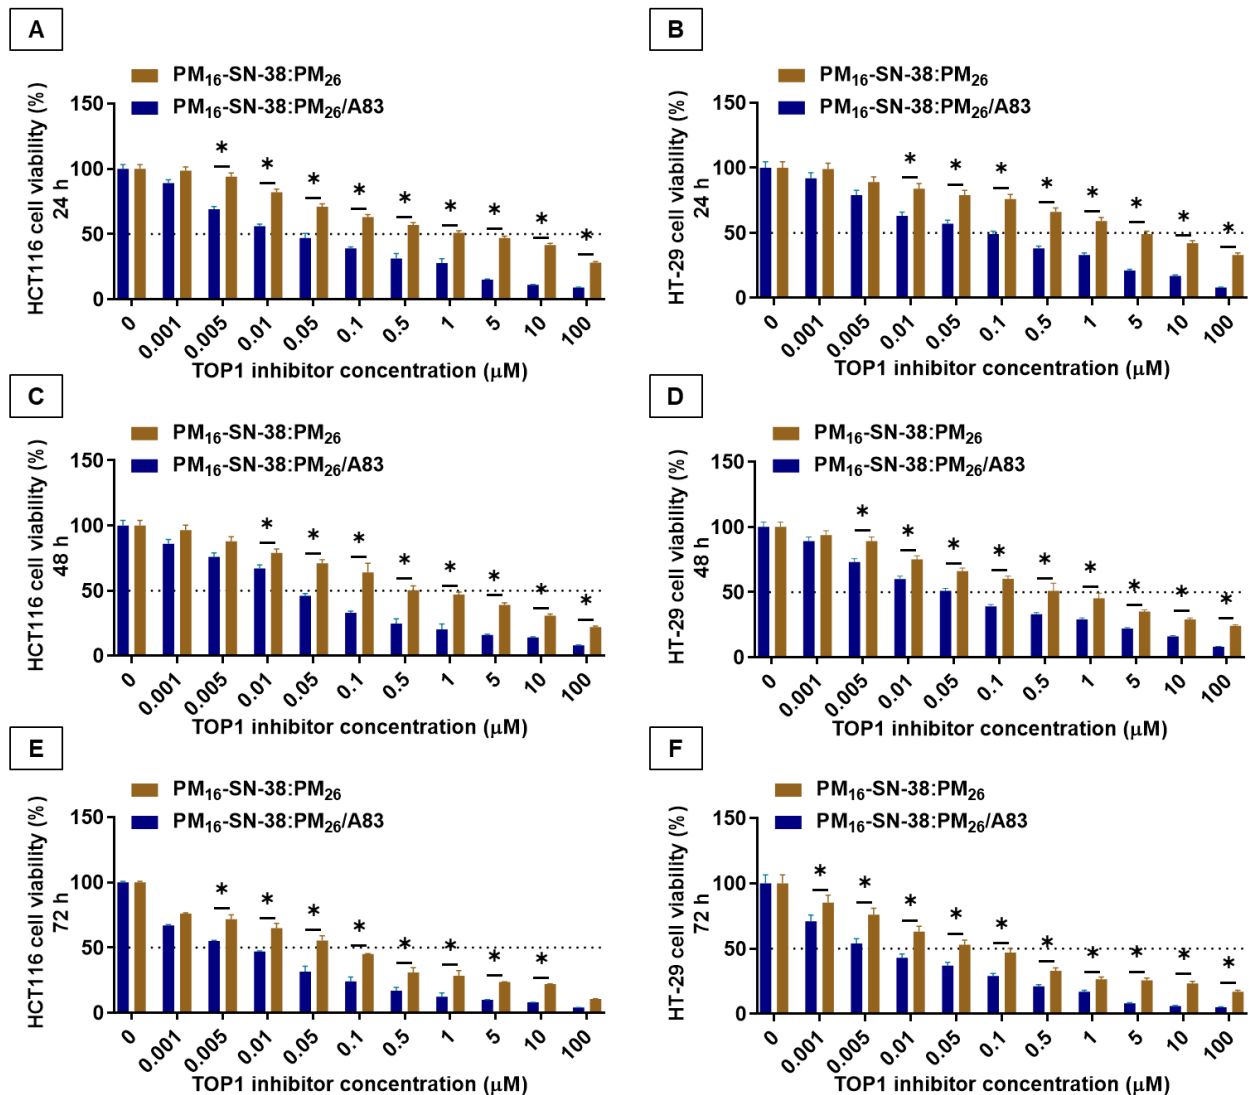 A
PM16-SN-38:PM26
PM16-SN-38:PM26/A83
HCT116 cell viability (%)
24 h
150
100
50
0
* * * * * * * * *
0 0.001 0.005 0.01 0.05 0.1 0.5 1 5 10 100
TOP1 inhibitor concentration (μM)
B
PM16-SN-38:PM26
PM16-SN-38:PM26/A83
HT-29 cell viability (%)
24 h
150
100
50
0
* * * * * * * *
0 0.001 0.005 0.01 0.05 0.1 0.5 1 5 10 100
TOP1 inhibitor concentration (μM)
C
PM16-SN-38:PM26
PM16-SN-38:PM26/A83
HCT116 cell viability (%)
48 h
150
100
50
0
* * * * * * * *
0 0.001 0.005 0.01 0.05 0.1 0.5 1 5 10 100
TOP1 inhibitor concentration (μM)
D
PM16-SN-38:PM26
PM16-SN-38:PM26/A83
HT-29 cell viability (%)
48 h
150
100
50
0
* * * * * * * * *
0 0.001 0.005 0.01 0.05 0.1 0.5 1 5 10 100
TOP1 inhibitor concentration (μM)
E
PM16-SN-38:PM26
PM16-SN-38:PM26/A83
HCT116 cell viability (%)
72 h
150
100
50
0
* * * * * * * *
0 0.001 0.005 0.01 0.05 0.1 0.5 1 5 10 100
TOP1 inhibitor concentration (μM)
F
PM16-SN-38:PM26
PM16-SN-38:PM26/A83
HT-29 cell viability (%)
72 h
150
100
50
0
* * * * * * * * * *
0 0.001 0.005 0.01 0.05 0.1 0.5 1 5 10 100
TOP1 inhibitor concentration (μM)